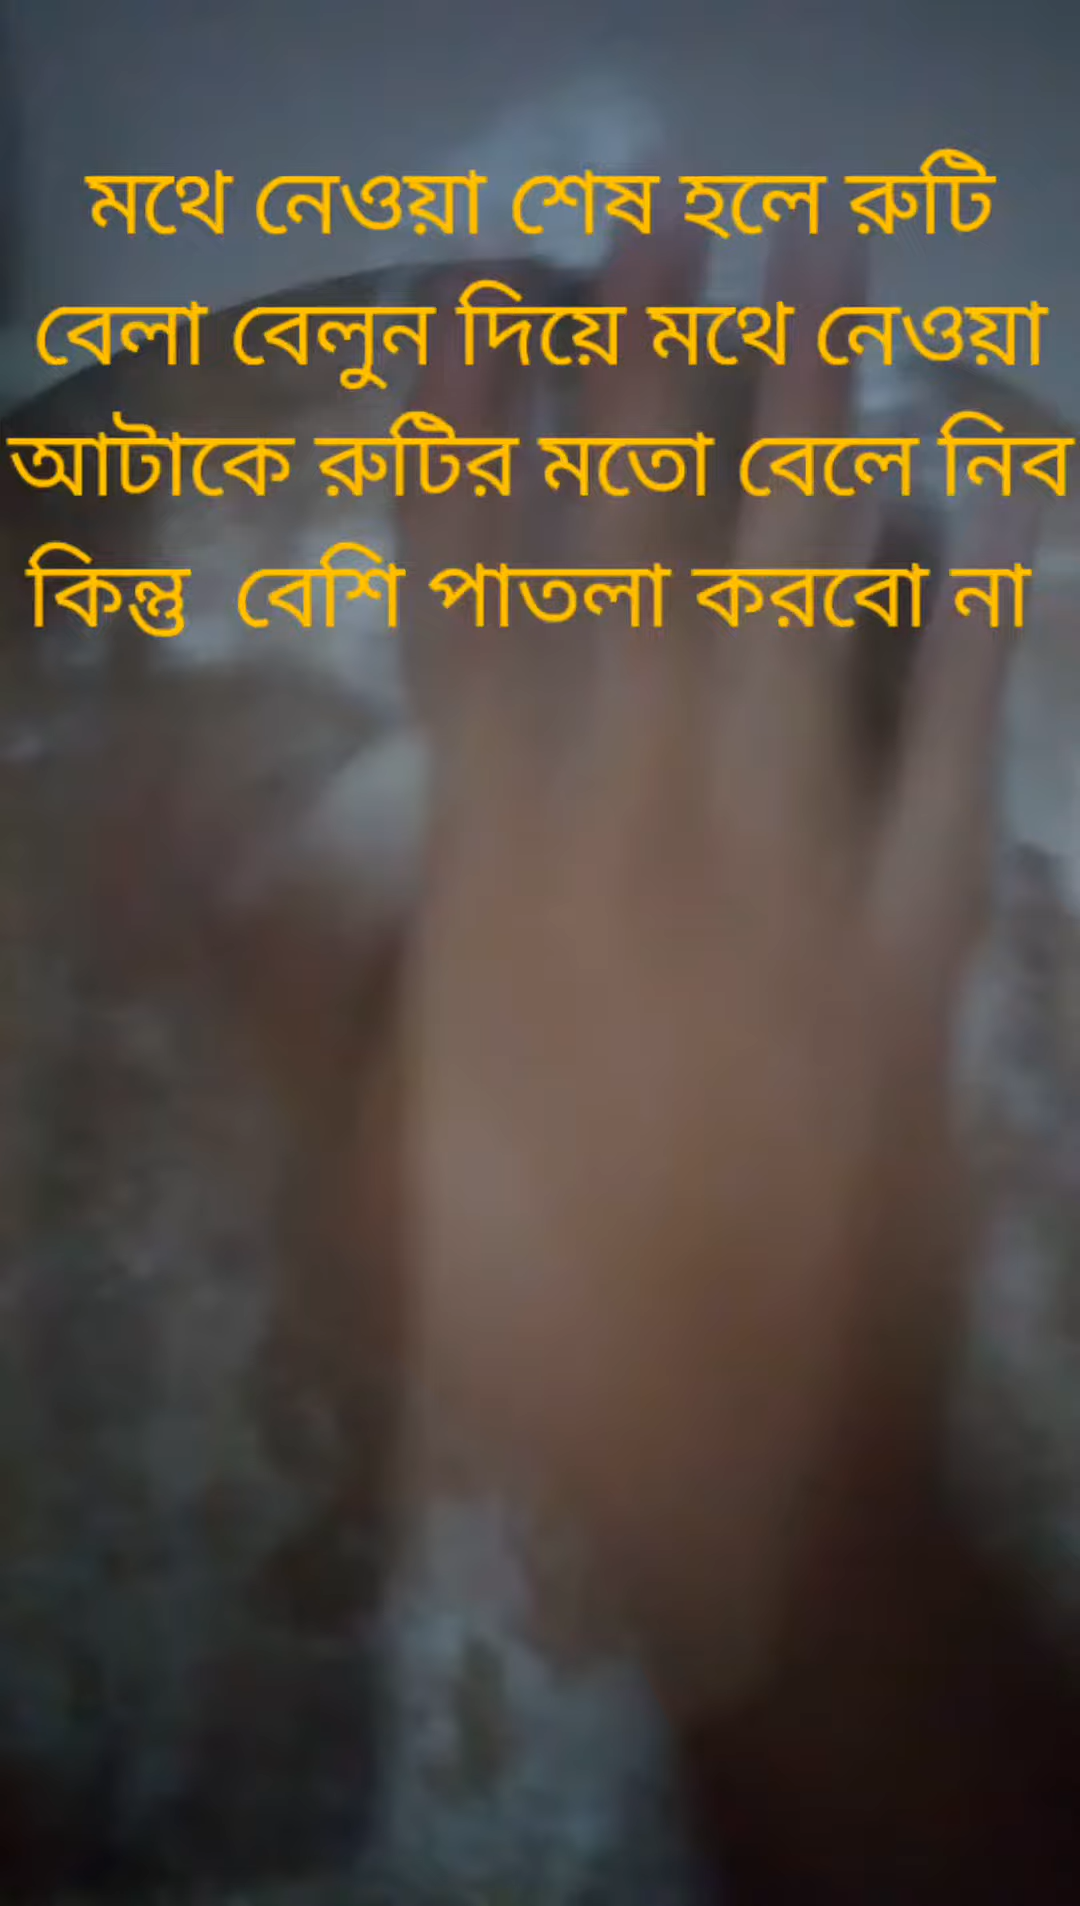 মথে নেওয়া শেষ হলে রুটি
বেলা বেলুন দিয়ে মথে নেওয়া
আটাকে রুটির মতো বেলে নিব
কিন্তু  বেশি পাতলা করবো না